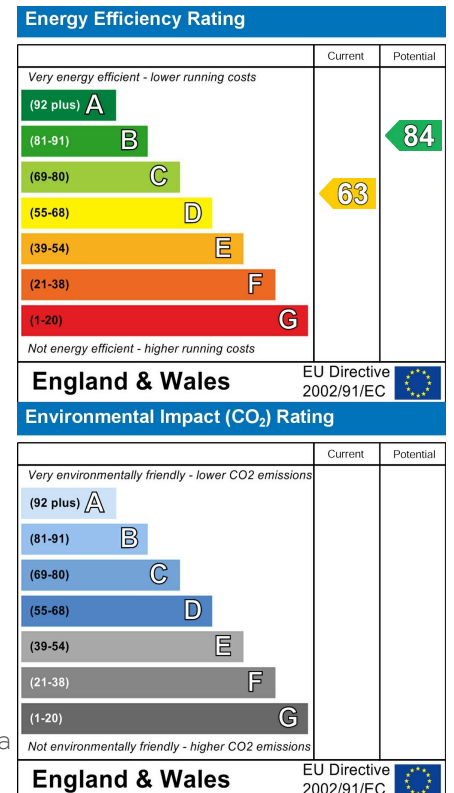 Energy Efficiency Rating
Current Potential
Very energy efficient - lower running costs
(92 plus) A
(81-91) B
84
(69-80) C
63
(55-68) D
(39-54) E
(21-38) F
(1-20) G
Not energy efficient - higher running costs
England & Wales
EU Directive
2002/91/EC
Environmental Impact (CO₂) Rating
Current Potential
Very environmentally friendly - lower CO2 emissions
(92 plus) A
(81-91) B
(69-80) C
(55-68) D
(39-54) E
(21-38) F
(1-20) G
a
Not environmentally friendly - higher CO2 emissions
England & Wales
EU Directive
2002/91/EC